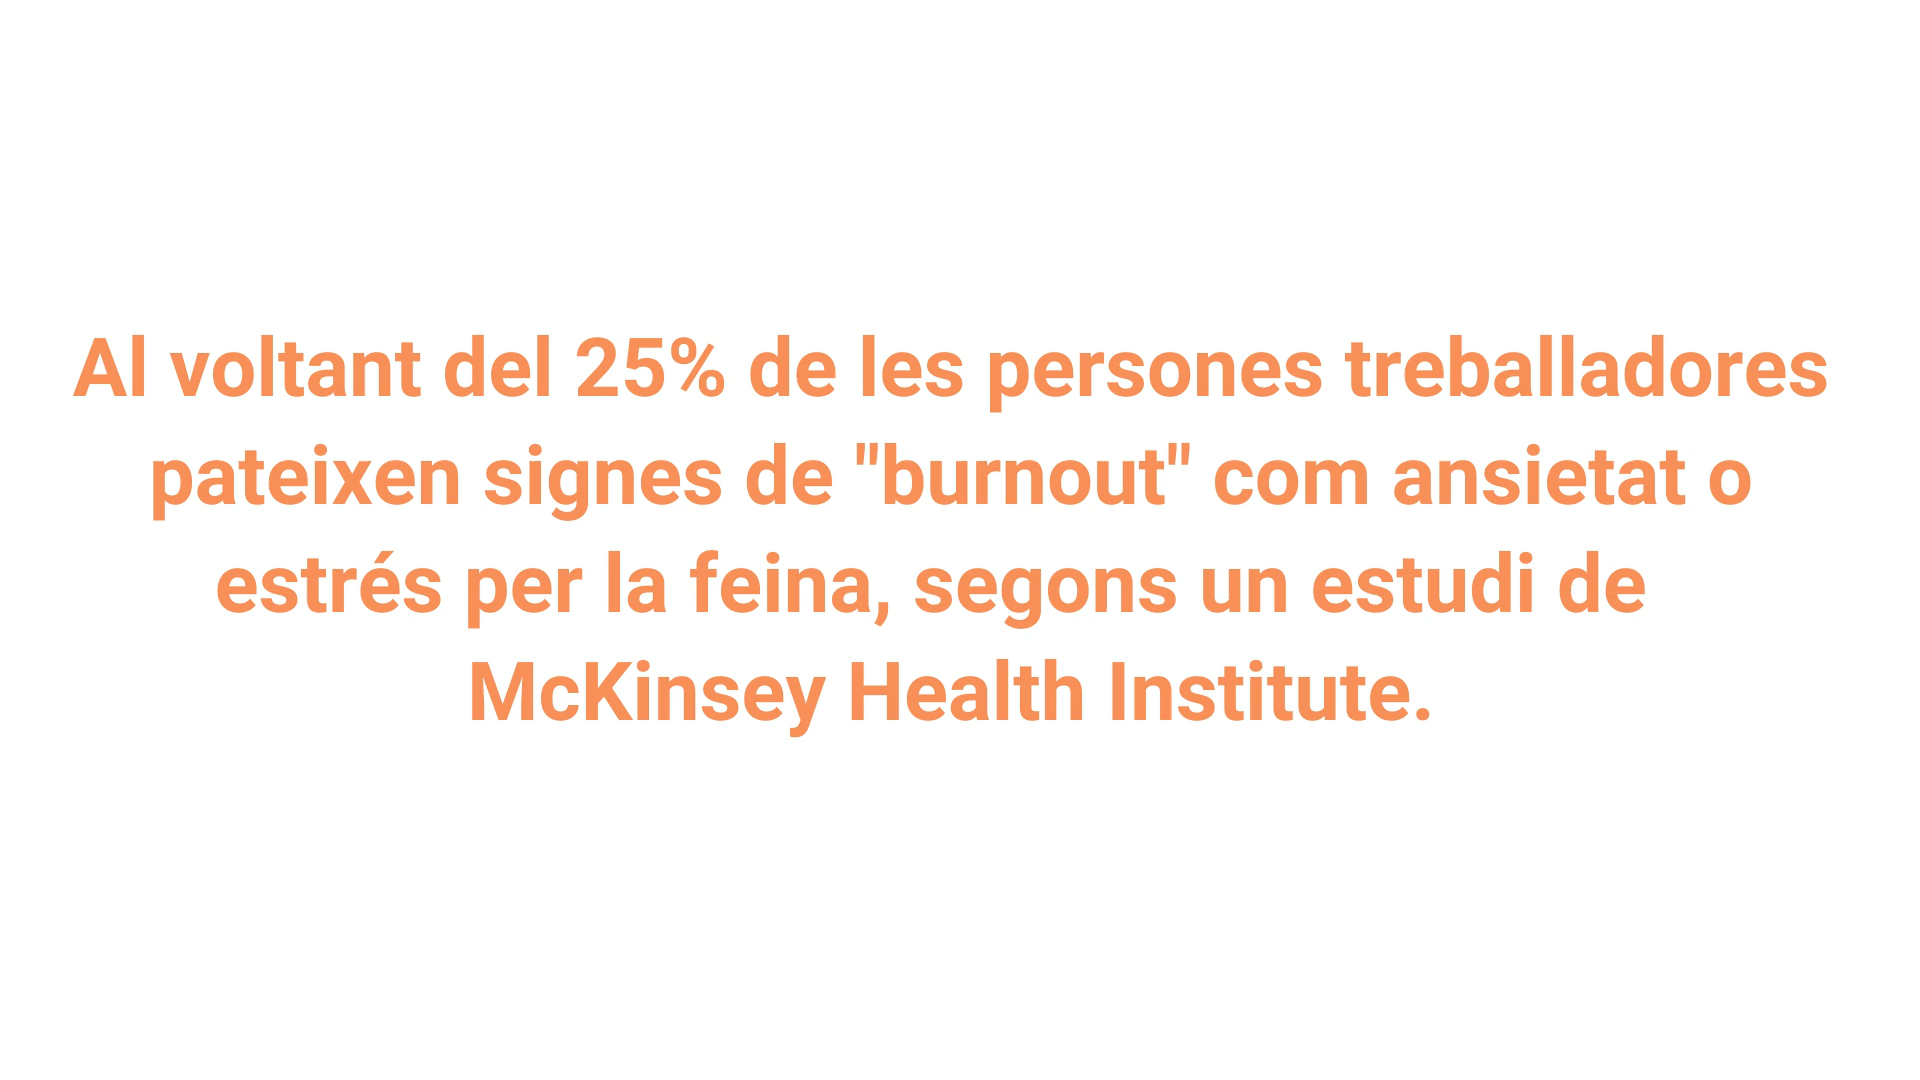 Al voltant del 25% de les persones treballadores
pateixen signes de "burnout" com ansietat o
estrés per la feina, segons un estudi de
McKinsey Health Institute.